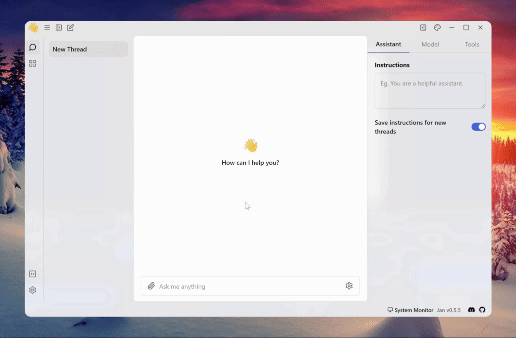 New Thread
How can I help you?
Ask me anything
Assistant
Model
Tools
Instructions
Eg. You are a helpful assistant.
Save instructions for new
threads
System Monitor
Jan v0.5.5